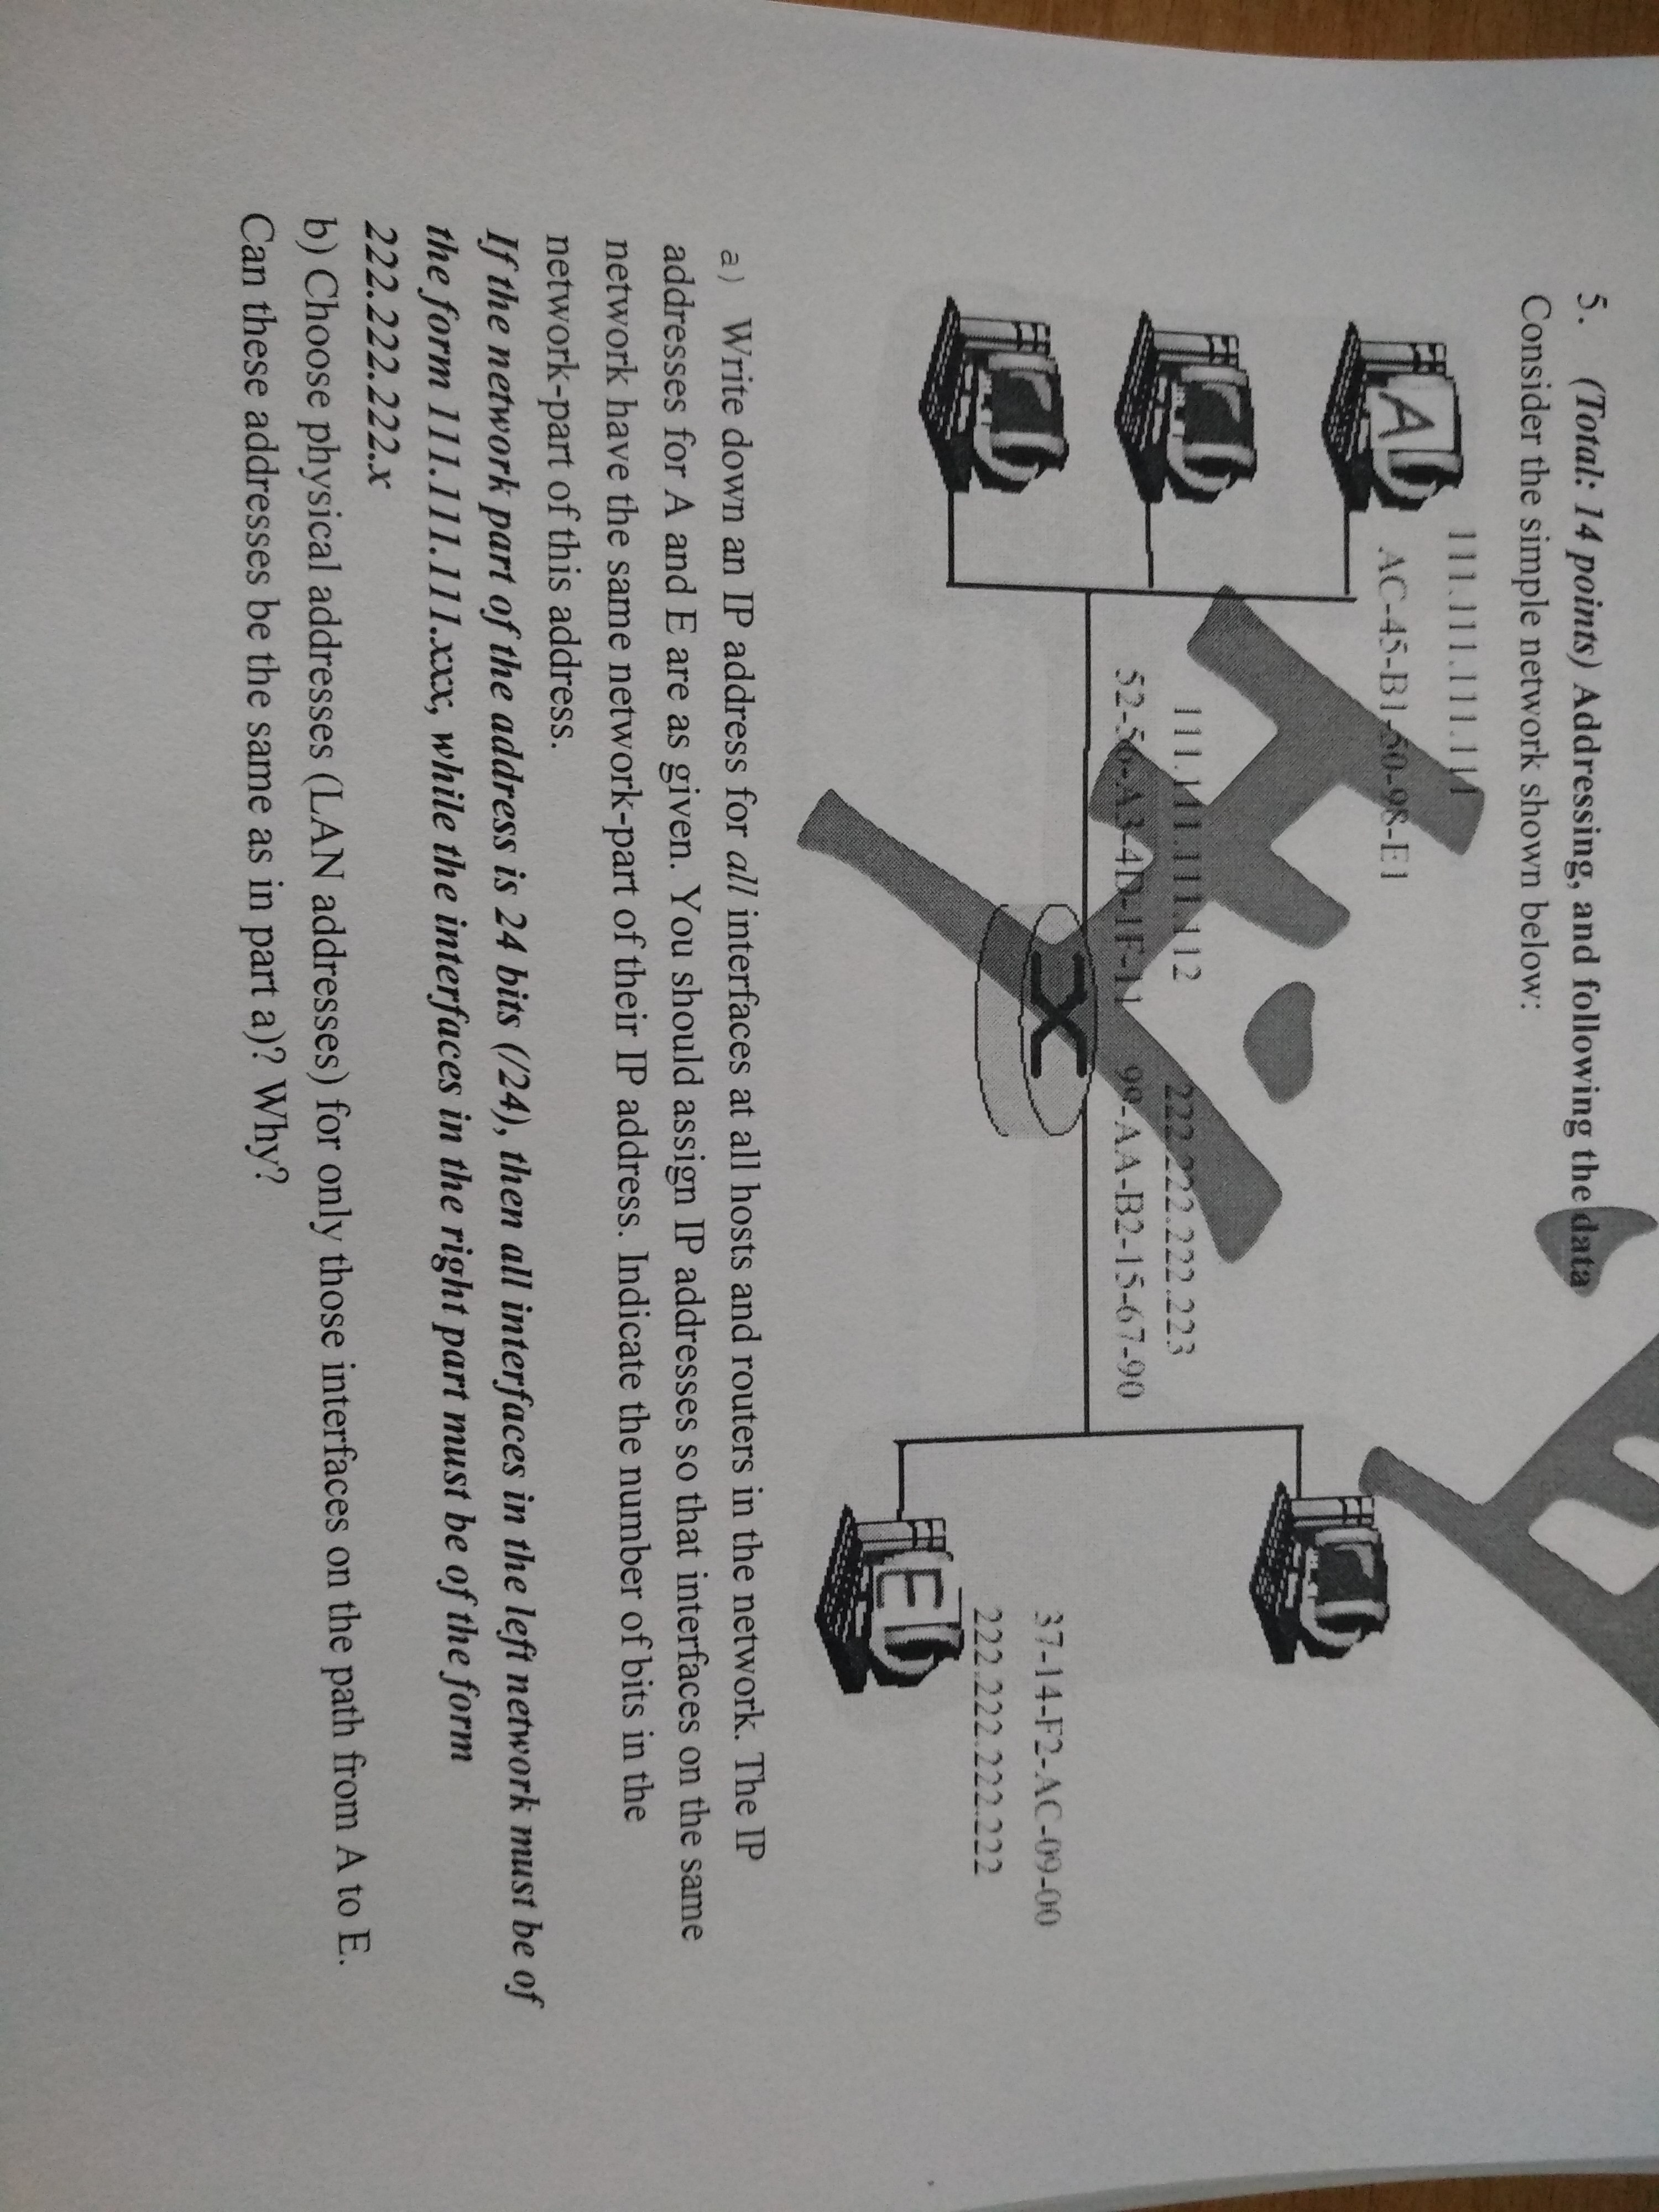 5. (Total: 14 points) Addressing, and following the data
Consider the simple network shown below:
111.111.111.111
AC-45-B1-50-98-E1
A
111.111.111.112
52-56-A3-4D-1F-11
222.222.222.223
99-AA-B2-15-67-90
37-14-F2-AC-09-00
222.222.222.222
E
a) Write down an IP address for all interfaces at all hosts and routers in the network. The IP
addresses for A and E are as given. You should assign IP addresses so that interfaces on the same
network have the same network-part of their IP address. Indicate the number of bits in the
network-part of this address.
If the network part of the address is 24 bits (/24), then all interfaces in the left network must be of
the form 111.111.111.xxx, while the interfaces in the right part must be of the form
222.222.222.x
b) Choose physical addresses (LAN addresses) for only those interfaces on the path from A to E.
Can these addresses be the same as in part a)? Why?